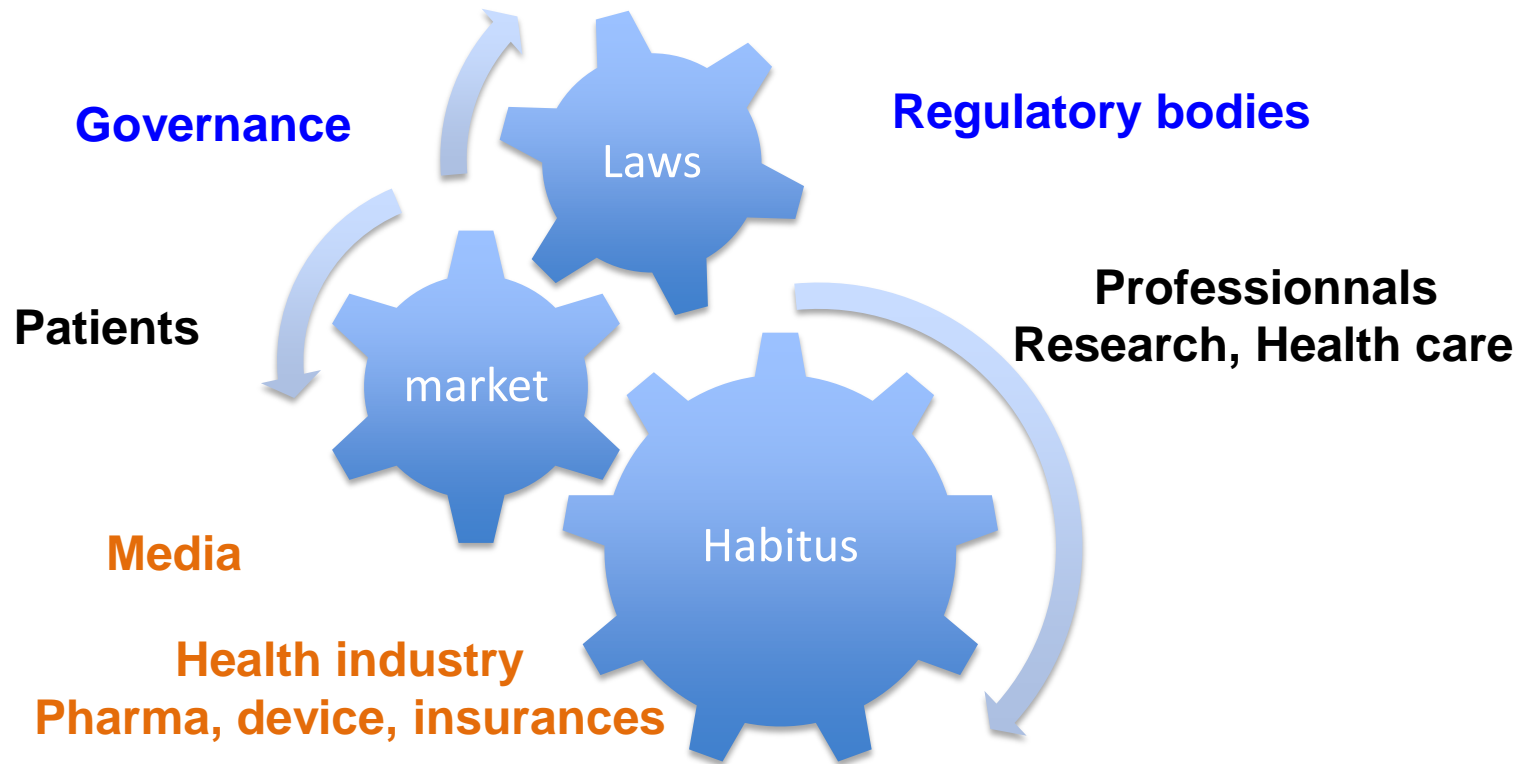 Governance
Regulatory bodies
Laws
Professionnals
Research, Health care
Patients
market
Habitus
Media
Health industry
Pharma, device, insurances